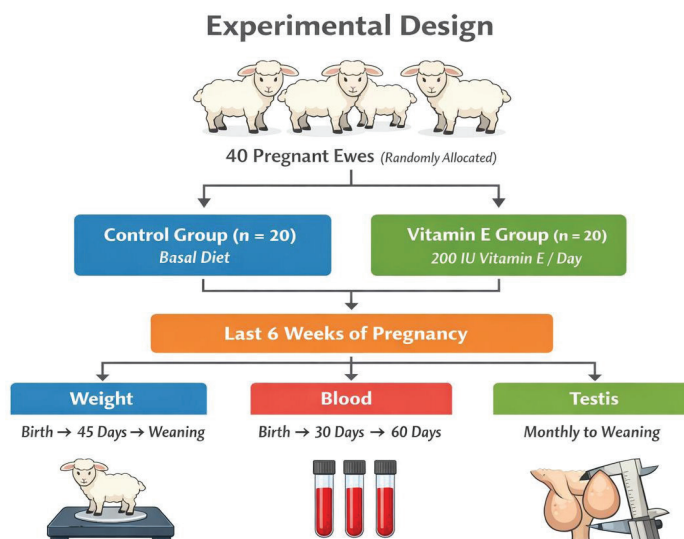 Experimental Design
40 Pregnant Ewes (Randomly Allocated)
Control Group (n = 20)
Basal Diet
Vitamin E Group (n = 20)
200 IU Vitamin E / Day
Last 6 Weeks of Pregnancy
Weight
Birth → 45 Days → Weaning
Blood
Birth → 30 Days → 60 Days
Testis
Monthly to Weaning